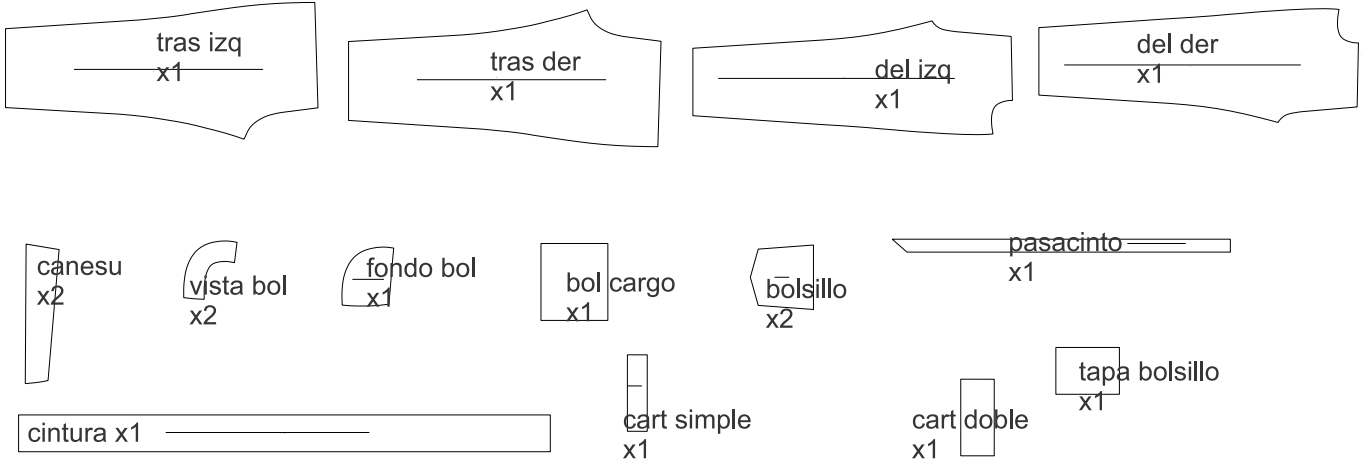 tras izq
x1
tras der
x1
del izq
x1
del der
x1
canesu
x2
vista bol
x2
fondo bol
x1
bol cargo
x1
bolsillo
x2
pasacinto
x1
cintura x1
cart simple
x1
cart doble
x1
tapa bolsillo
x1